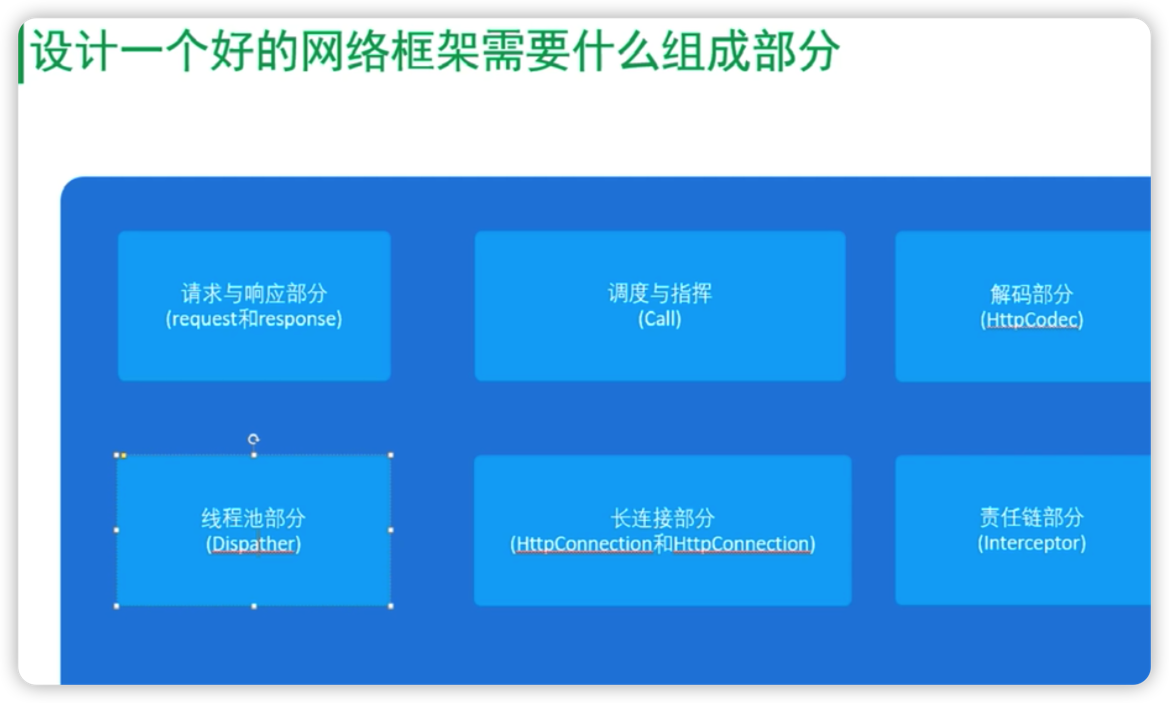 设计一个好的网络框架需要什么组成部分
请求与响应部分
(request和response)
调度与指挥
(Call)
解码部分
(HttpCodec)
线程池部分
(Dispather)
长连接部分
(HttpConnection和HttpConnection)
责任链部分
(Interceptor)